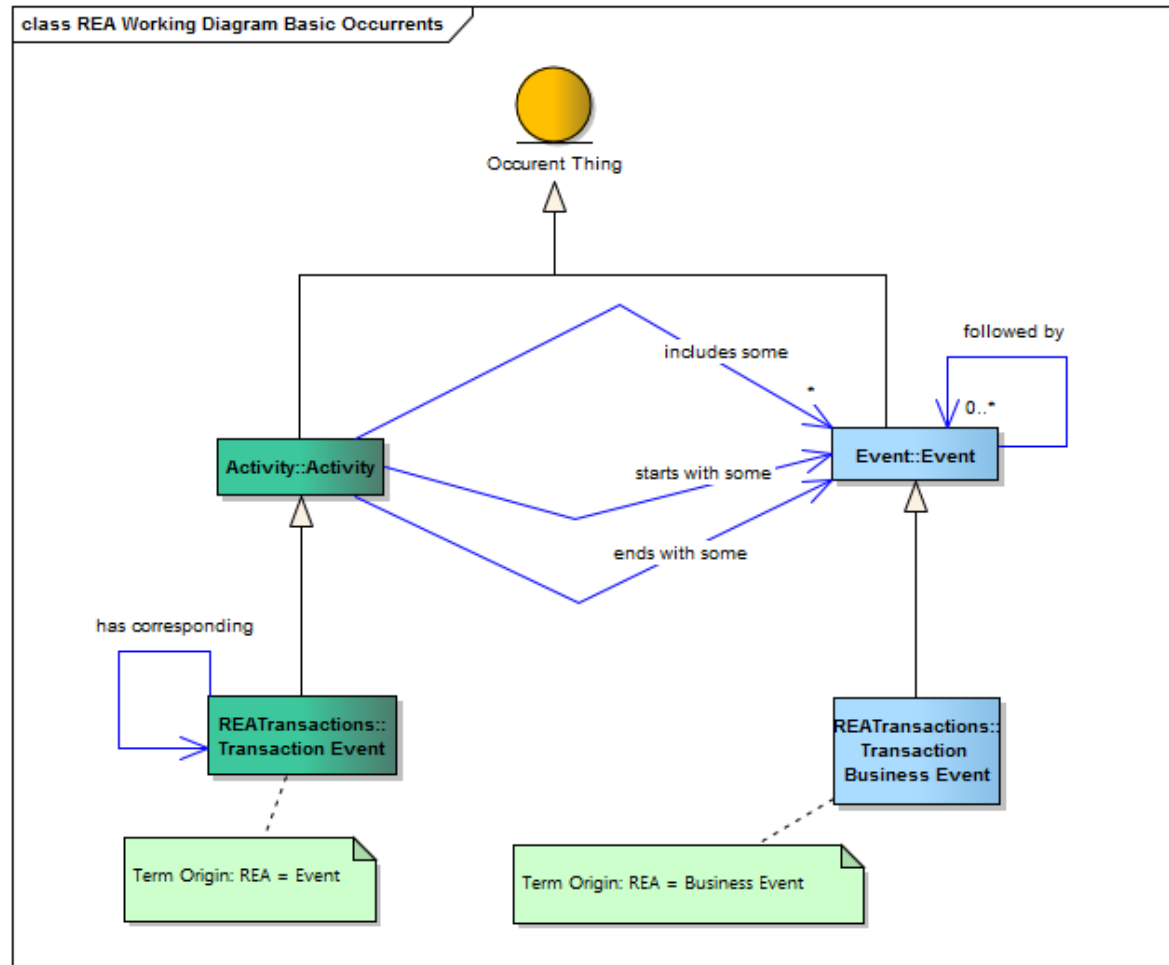 class REA Working Diagram Basic Occurrents
Occurent Thing
includes some
followed by
*
0..*
Activity::Activity
Event::Event
starts with some
ends with some
has corresponding
REATransactions::
Transaction Event
REATransactions::
Transaction
Business Event
Term Origin: REA = Event
Term Origin: REA = Business Event